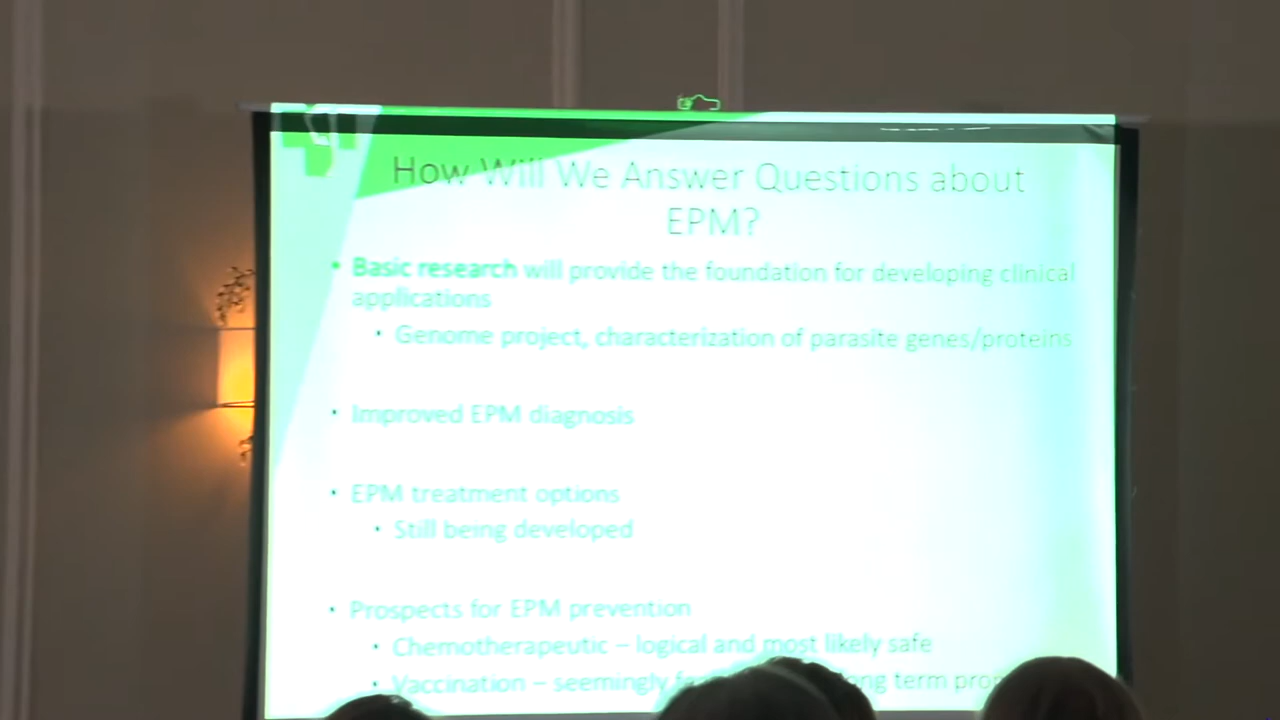 How Will We Answer Questions about
EPM?
• Basic research will provide the foundation for developing clinical
applications
• Genome project, characterization of parasite genes/proteins
• Improved EPM diagnosis
• EPM treatment options
• Still being developed
• Prospects for EPM prevention
• Chemotherapeutic – logical and most likely safe
• Vaccination – seemingly long term